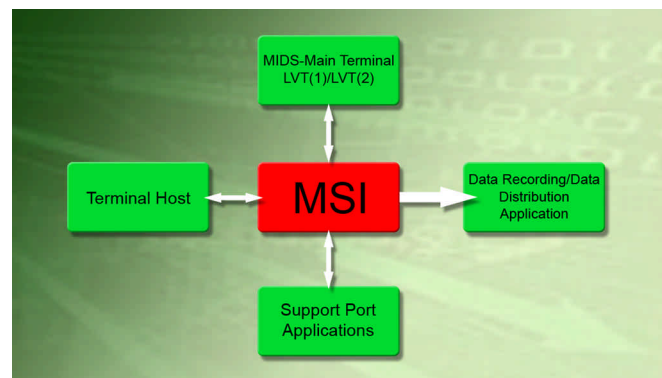 MIDS-Main Terminal
LVT(1)/LVT(2)
Terminal Host
MSI
Data Recording/Data
Distribution
Application
Support Port
Applications